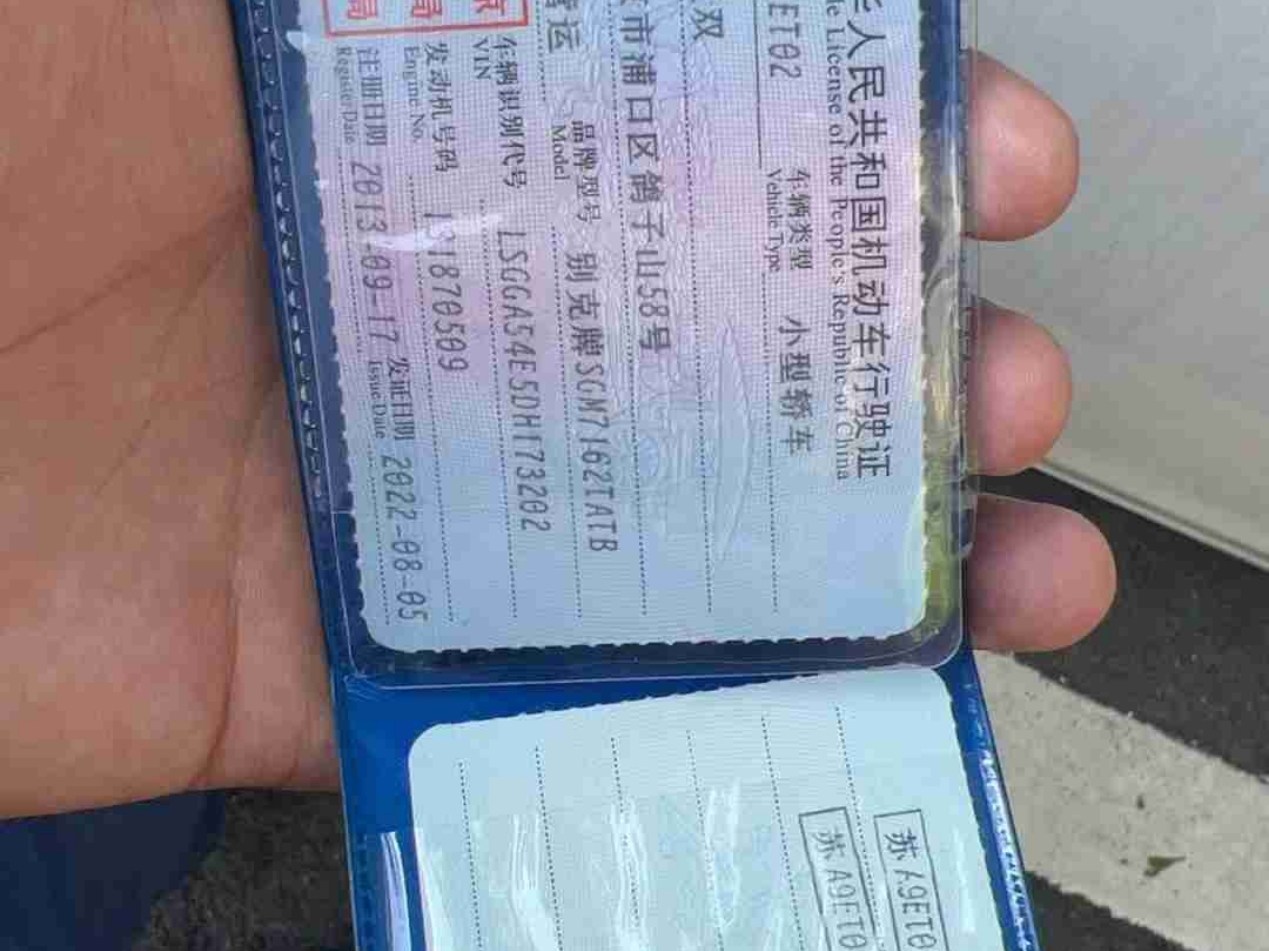 华人民共和国机动车行驶证
le License of the People's Republic of China
ET02 车辆类型 小型轿车
Vehicle Type
双
市浦口区鸽子山58号
营运 品牌型号 别克牌SGM7162TATB
Model
车辆识别代号 LSGGA54E5DH173202
VIN
发动机号码 131870509
Engine No.
注册日期 2013-09-17 发证日期 2022-08-05
Register Date Issue Date
京
局
局
苏A9ET0
苏A9ET0